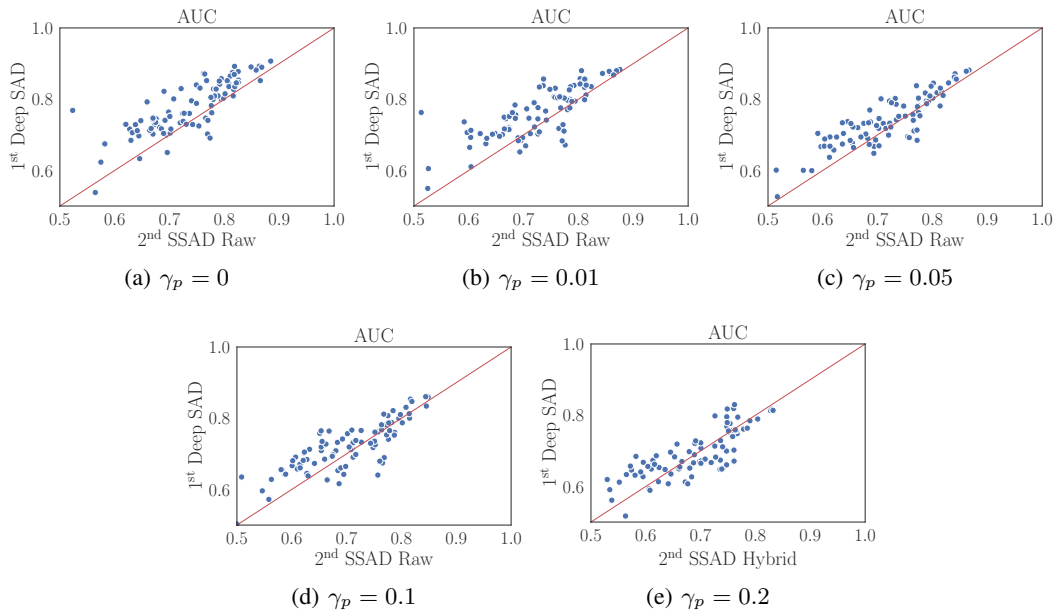 AUC
1.0
0.8
0.6
1st Deep SAD
0.5 0.6 0.7 0.8 0.9 1.0
2nd SSAD Raw
(a) γp = 0
AUC
1.0
0.8
0.6
1st Deep SAD
0.5 0.6 0.7 0.8 0.9 1.0
2nd SSAD Raw
(b) γp = 0.01
AUC
1.0
0.8
0.6
1st Deep SAD
0.5 0.6 0.7 0.8 0.9 1.0
2nd SSAD Raw
(c) γp = 0.05
AUC
1.0
0.8
0.6
1st Deep SAD
0.5 0.6 0.7 0.8 0.9 1.0
2nd SSAD Raw
(d) γp = 0.1
AUC
1.0
0.8
0.6
1st Deep SAD
0.5 0.6 0.7 0.8 0.9 1.0
2nd SSAD Hybrid
(e) γp = 0.2